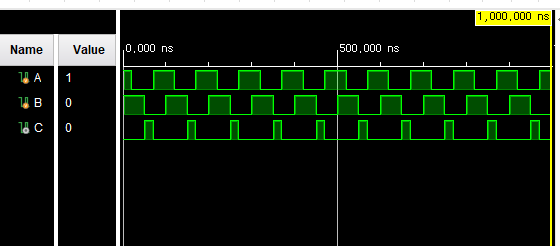 1,000,000 ns
Name Value 0,000 ns 500,000 ns
A 1
B 0
C 0